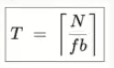 T = ⌈N/fb⌉